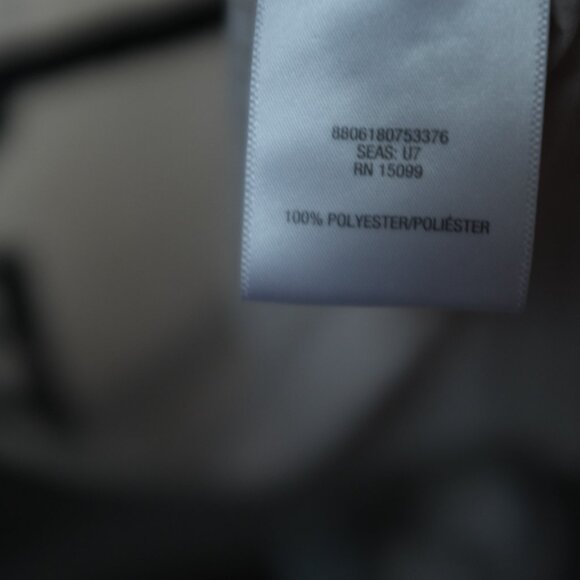 8806180753376
SEAS: U7
RN 15099
100% POLYESTER/POLIÉSTER